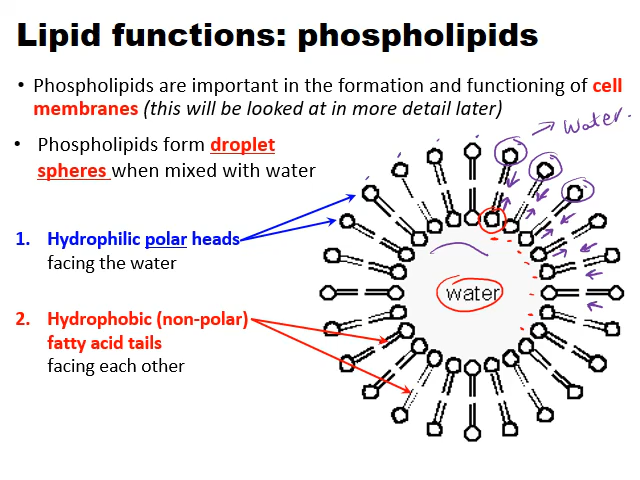 Lipid functions: phospholipids
• Phospholipids are important in the formation and functioning of cell
membranes (this will be looked at in more detail later)
• Phospholipids form droplet
spheres when mixed with water
Water.
1. Hydrophilic polar heads
facing the water
water
2. Hydrophobic (non-polar)
fatty acid tails
facing each other